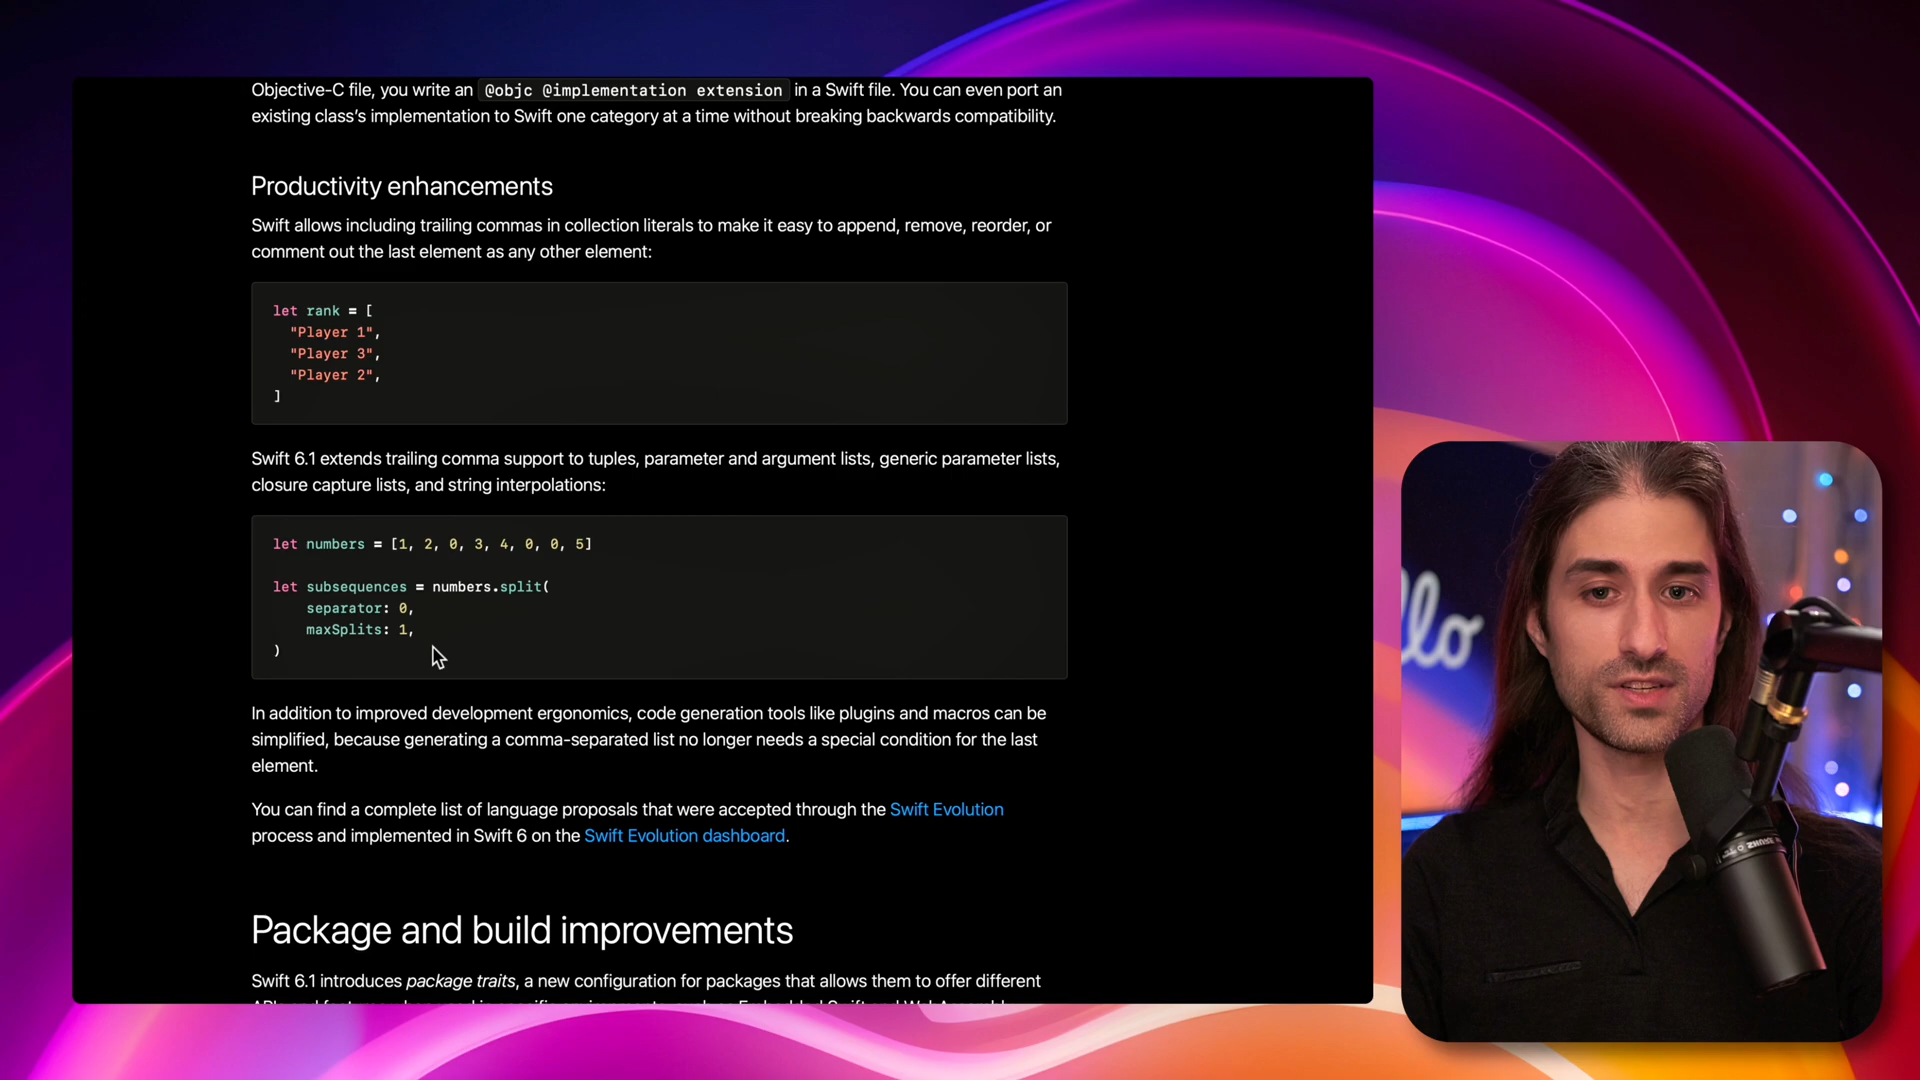 Objective-C file, you write an @objc @implementation extension in a Swift file. You can even port an
existing class’s implementation to Swift one category at a time without breaking backwards compatibility.
Productivity enhancements
Swift allows including trailing commas in collection literals to make it easy to append, remove, reorder, or
comment out the last element as any other element:
let rank = [
"Player 1",
"Player 3",
"Player 2",
]
Swift 6.1 extends trailing comma support to tuples, parameter and argument lists, generic parameter lists,
closure capture lists, and string interpolations:
let numbers = [1, 2, 0, 3, 4, 0, 0, 5]
let subsequences = numbers.split(
separator: 0,
maxSplits: 1,
)
In addition to improved development ergonomics, code generation tools like plugins and macros can be
simplified, because generating a comma-separated list no longer needs a special condition for the last
element.
You can find a complete list of language proposals that were accepted through the Swift Evolution
process and implemented in Swift 6 on the Swift Evolution dashboard.
Package and build improvements
Swift 6.1 introduces package traits, a new configuration for packages that allows them to offer different